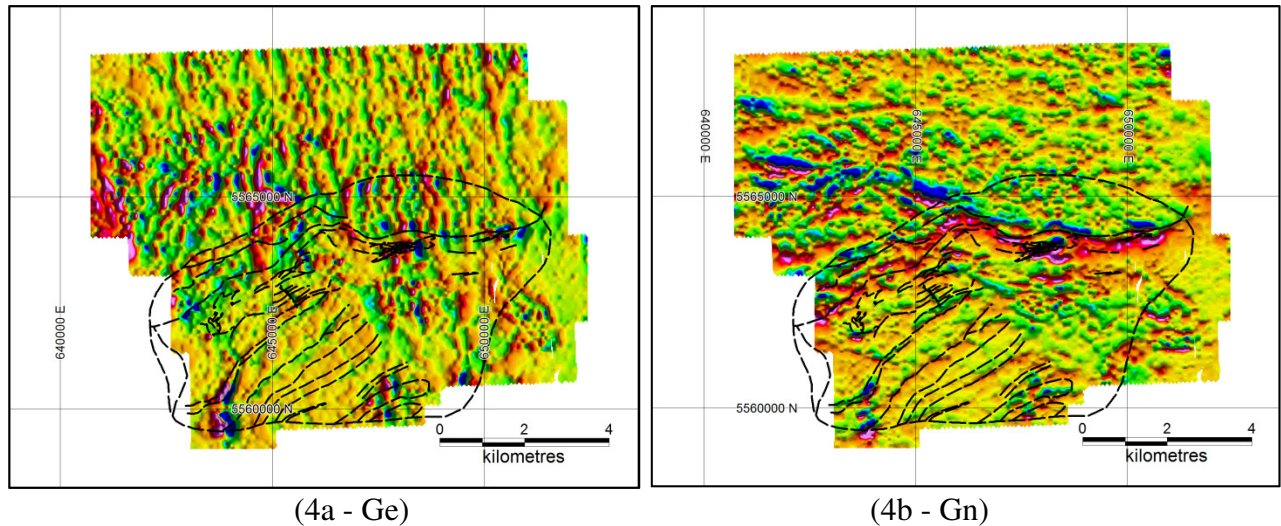 640000 E
645000 E
650000 E
5565000 N
5560000 N
0 2 4
kilometres
(4a - Ge)
640000 E
645000 E
650000 E
5565000 N
5560000 N
0 2 4
kilometres
(4b - Gn)